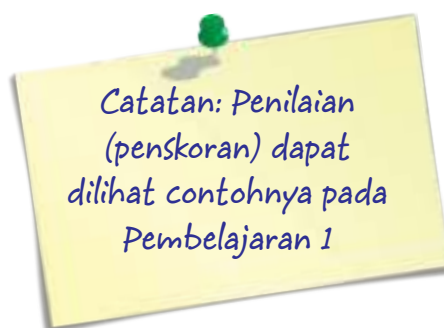 Catatan: Penilaian
(penskoran) dapat
dilihat contohnya pada
Pembelajaran 1